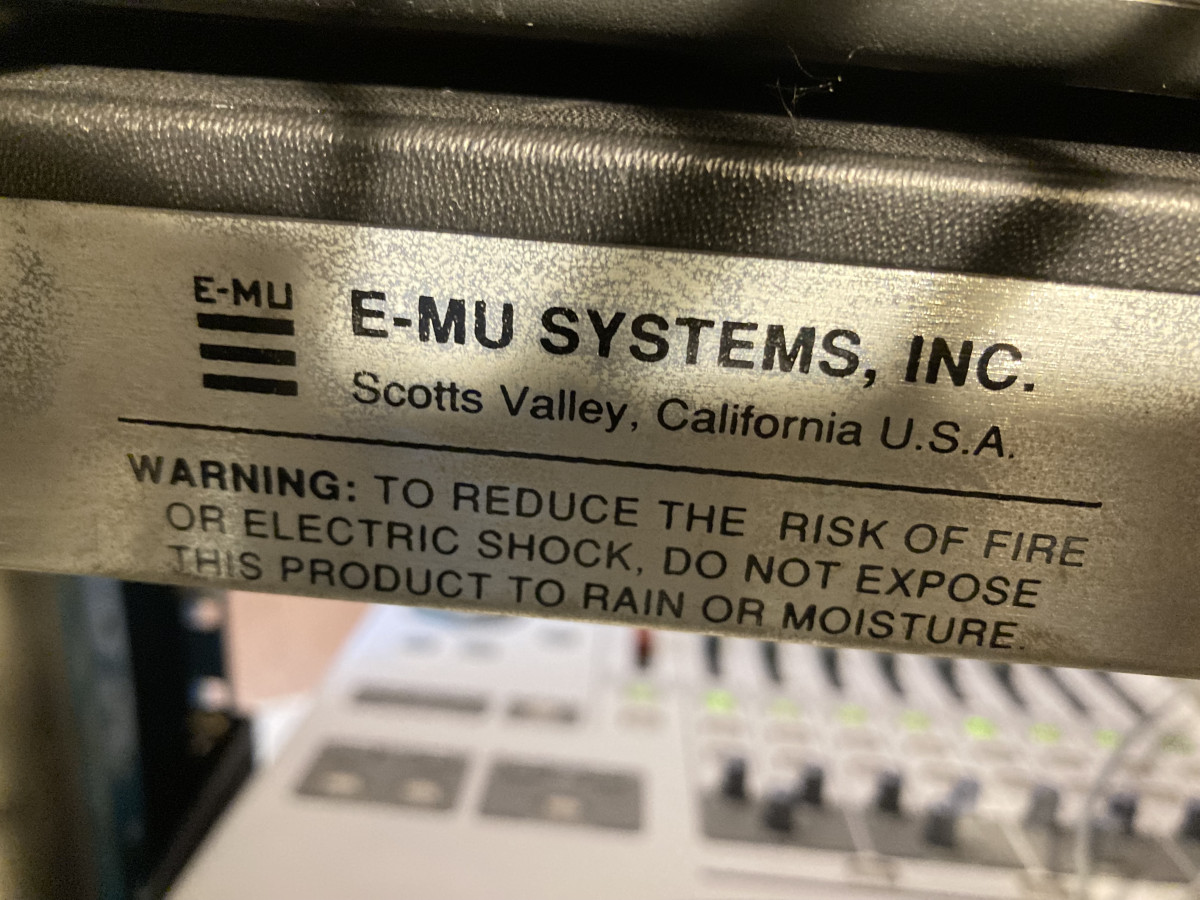 E-MU
E-MU SYSTEMS, INC.
Scotts Valley, California U.S.A.
WARNING: TO REDUCE THE RISK OF FIRE
OR ELECTRIC SHOCK, DO NOT EXPOSE
THIS PRODUCT TO RAIN OR MOISTURE.